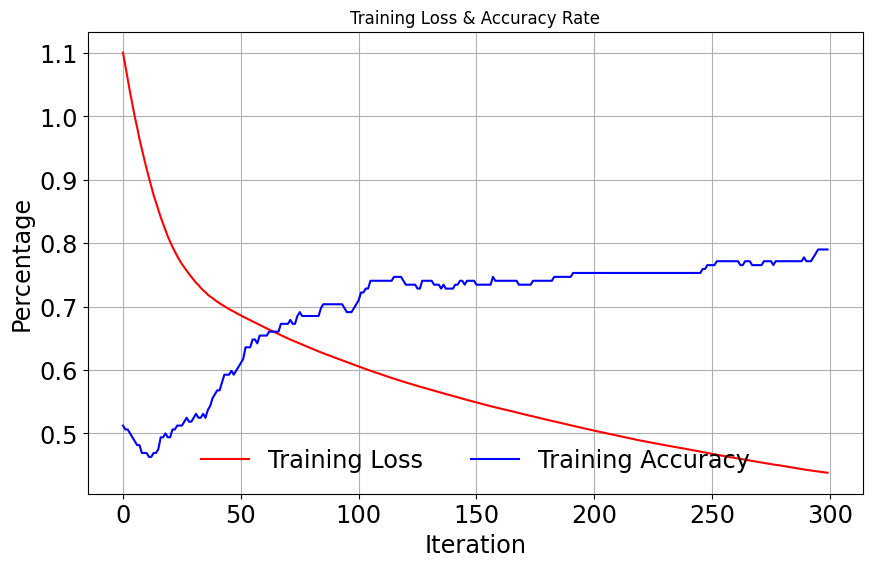 Training Loss & Accuracy Rate
Percentage
1.1
1.0
0.9
0.8
0.7
0.6
0.5
Training Loss Training Accuracy
0 50 100 150 200 250 300
Iteration